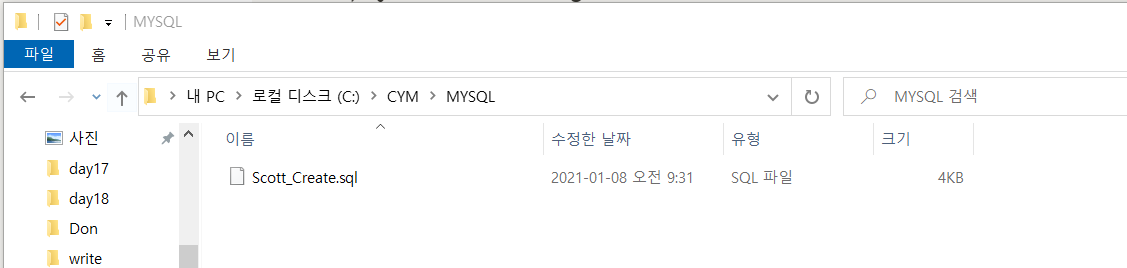 MYSQL
파일 홈 공유 보기
내 PC 로컬 디스크 (C:) CYM MYSQL MYSQL 검색
사진 이름 수정한 날짜 유형 크기
day17
Scott_Create.sql 2021-01-08 오전 9:31 SQL 파일 4KB
day18
Don
write